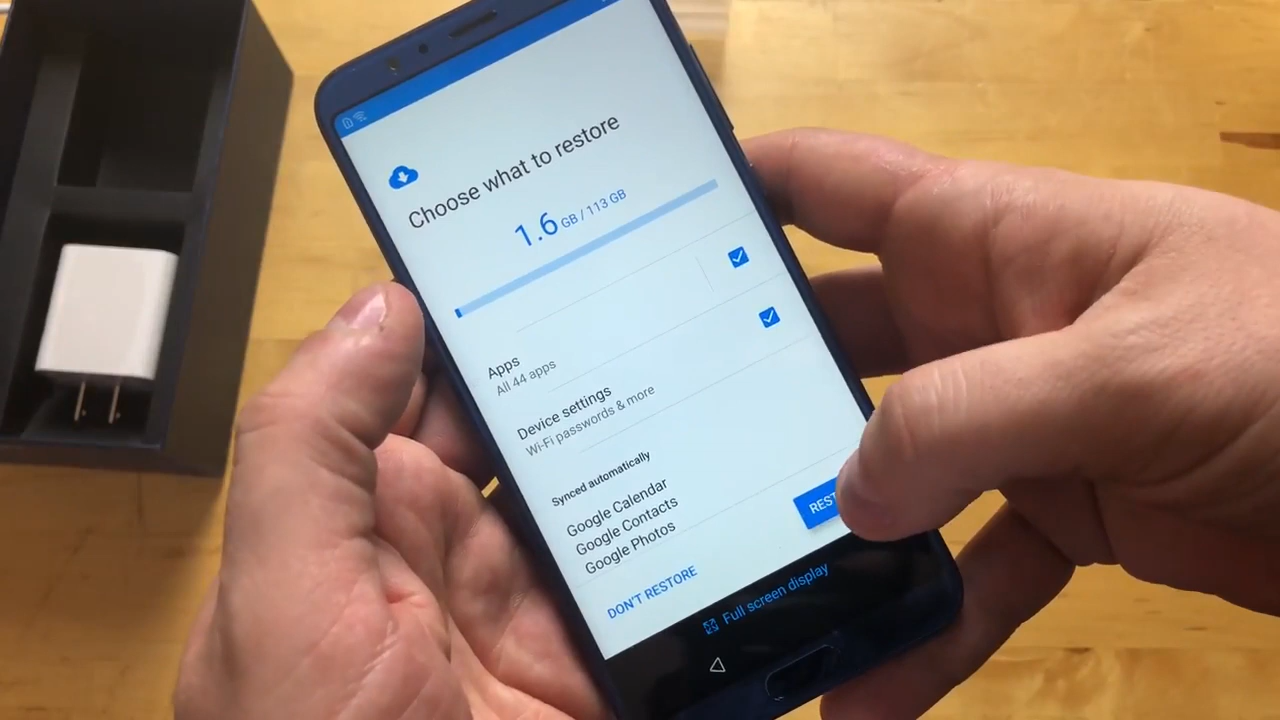 Choose what to restore
1.6 GB / 113 GB
Apps
All 44 apps
Device settings
Wi-Fi passwords & more
Synced automatically
Google Calendar
Google Contacts
Google Photos
REST
DON'T RESTORE
Full screen display